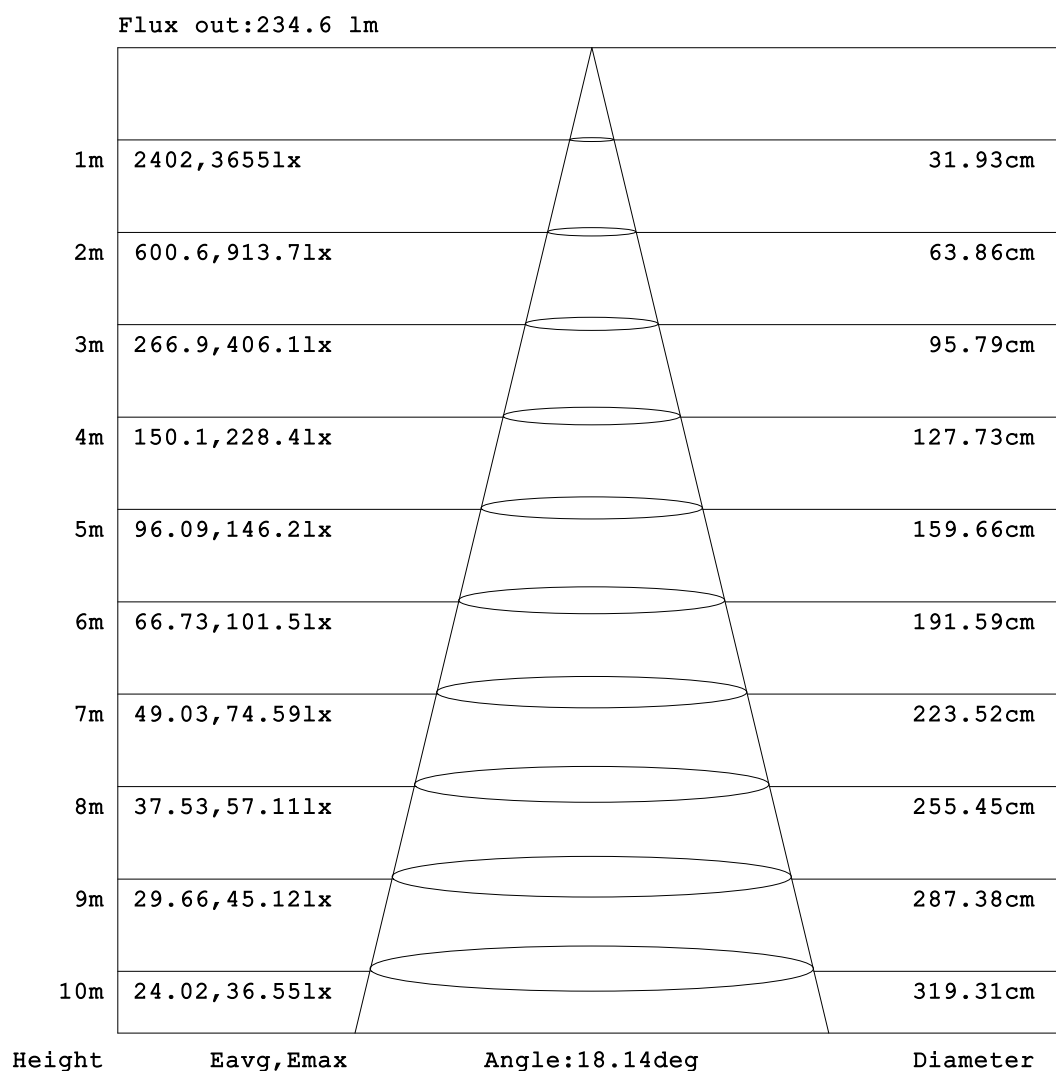 Flux out:234.6 lm
1m 2402,3655lx 31.93cm
2m 600.6,913.7lx 63.86cm
3m 266.9,406.1lx 95.79cm
4m 150.1,228.4lx 127.73cm
5m 96.09,146.2lx 159.66cm
6m 66.73,101.5lx 191.59cm
7m 49.03,74.59lx 223.52cm
8m 37.53,57.11lx 255.45cm
9m 29.66,45.12lx 287.38cm
10m 24.02,36.55lx 319.31cm
Height Eavg,Emax Angle:18.14deg Diameter